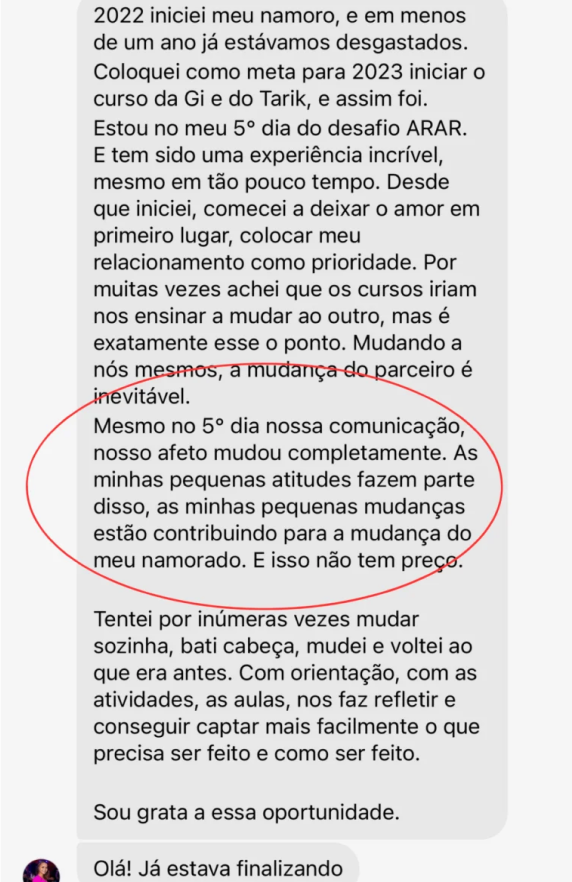 2022 iniciei meu namoro, e em menos
de um ano já estávamos desgastados.
Coloquei como meta para 2023 iniciar o
curso da Gi e do Tarik, e assim foi.
Estou no meu 5° dia do desafio ARAR.
E tem sido uma experiência incrível,
mesmo em tão pouco tempo. Desde
que iniciei, comecei a deixar o amor em
primeiro lugar, colocar meu
relacionamento como prioridade. Por
muitas vezes achei que os cursos iriam
nos ensinar a mudar ao outro, mas é
exatamente esse o ponto. Mudando a
nós mesmos, a mudança do parceiro é
inevitável.
Mesmo no 5° dia nossa comunicação,
nosso afeto mudou completamente. As
minhas pequenas atitudes fazem parte
disso, as minhas pequenas mudanças
estão contribuindo para a mudança do
meu namorado. E isso não tem preço.
Tentei por inúmeras vezes mudar
sozinha, bati cabeça, mudei e voltei ao
que era antes. Com orientação, com as
atividades, as aulas, nos faz refletir e
conseguir captar mais facilmente o que
precisa ser feito e como ser feito.
Sou grata a essa oportunidade.
Olá! Já estava finalizando